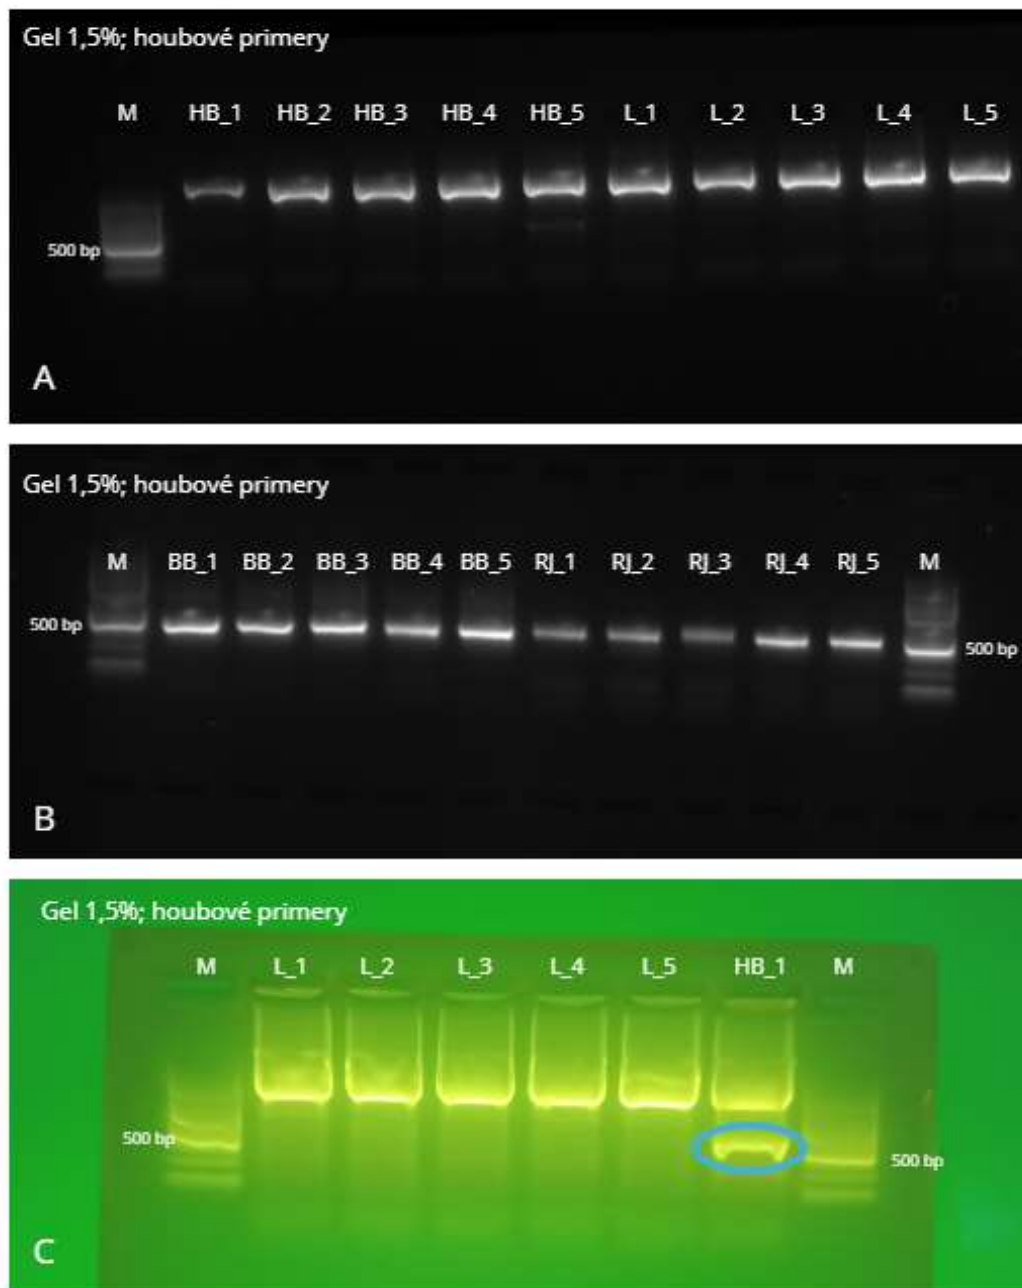 Gel 1,5%; houbové primery
M HB_1 HB_2 HB_3 HB_4 HB_5 L_1 L_2 L_3 L_4 L_5
500 bp
A
Gel 1,5%; houbové primery
M BB_1 BB_2 BB_3 BB_4 BB_5 RJ_1 RJ_2 RJ_3 RJ_4 RJ_5 M
500 bp
500 bp
B
Gel 1,5%; houbové primery
M L_1 L_2 L_3 L_4 L_5 HB_1 M
500 bp
500 bp
C